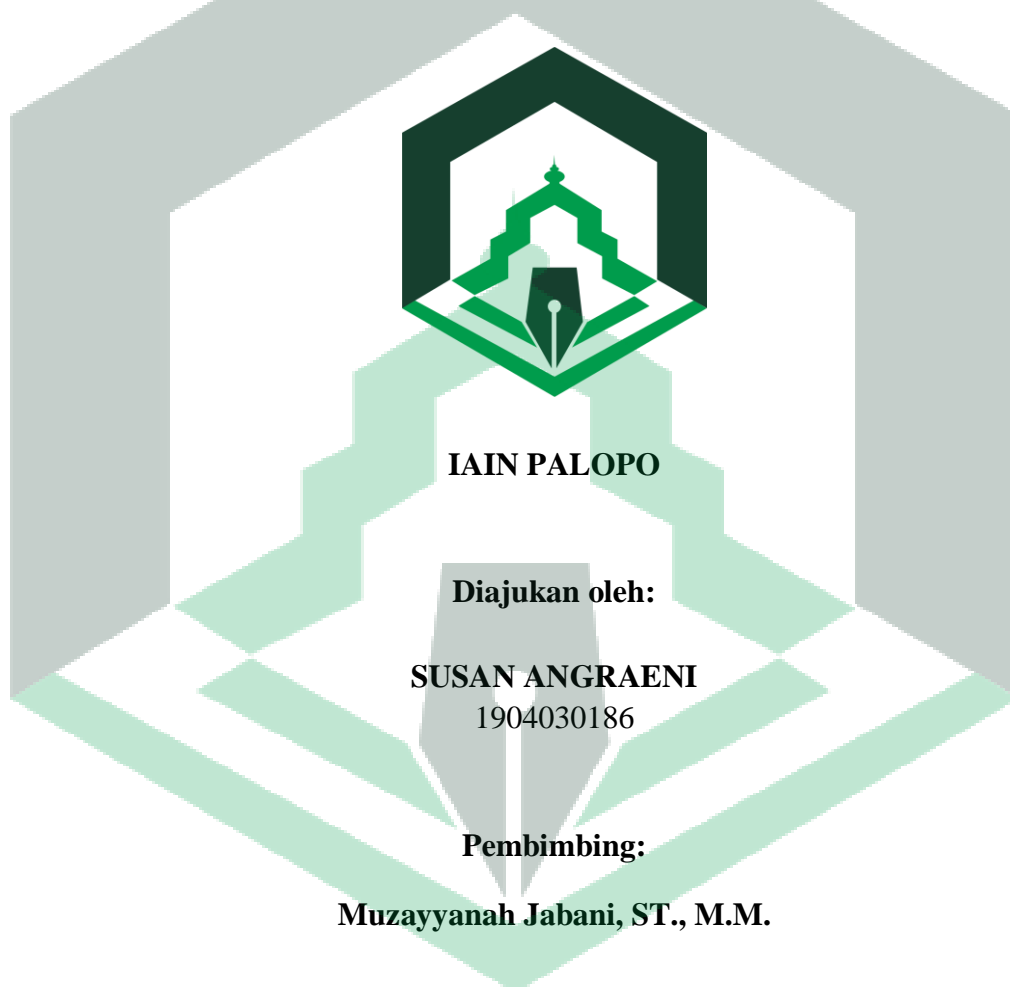 IAIN PALOPO
Diajukan oleh:
SUSAN ANGRAENI
1904030186
Pembimbing:
Muzayyanah Jabani, ST., M.M.